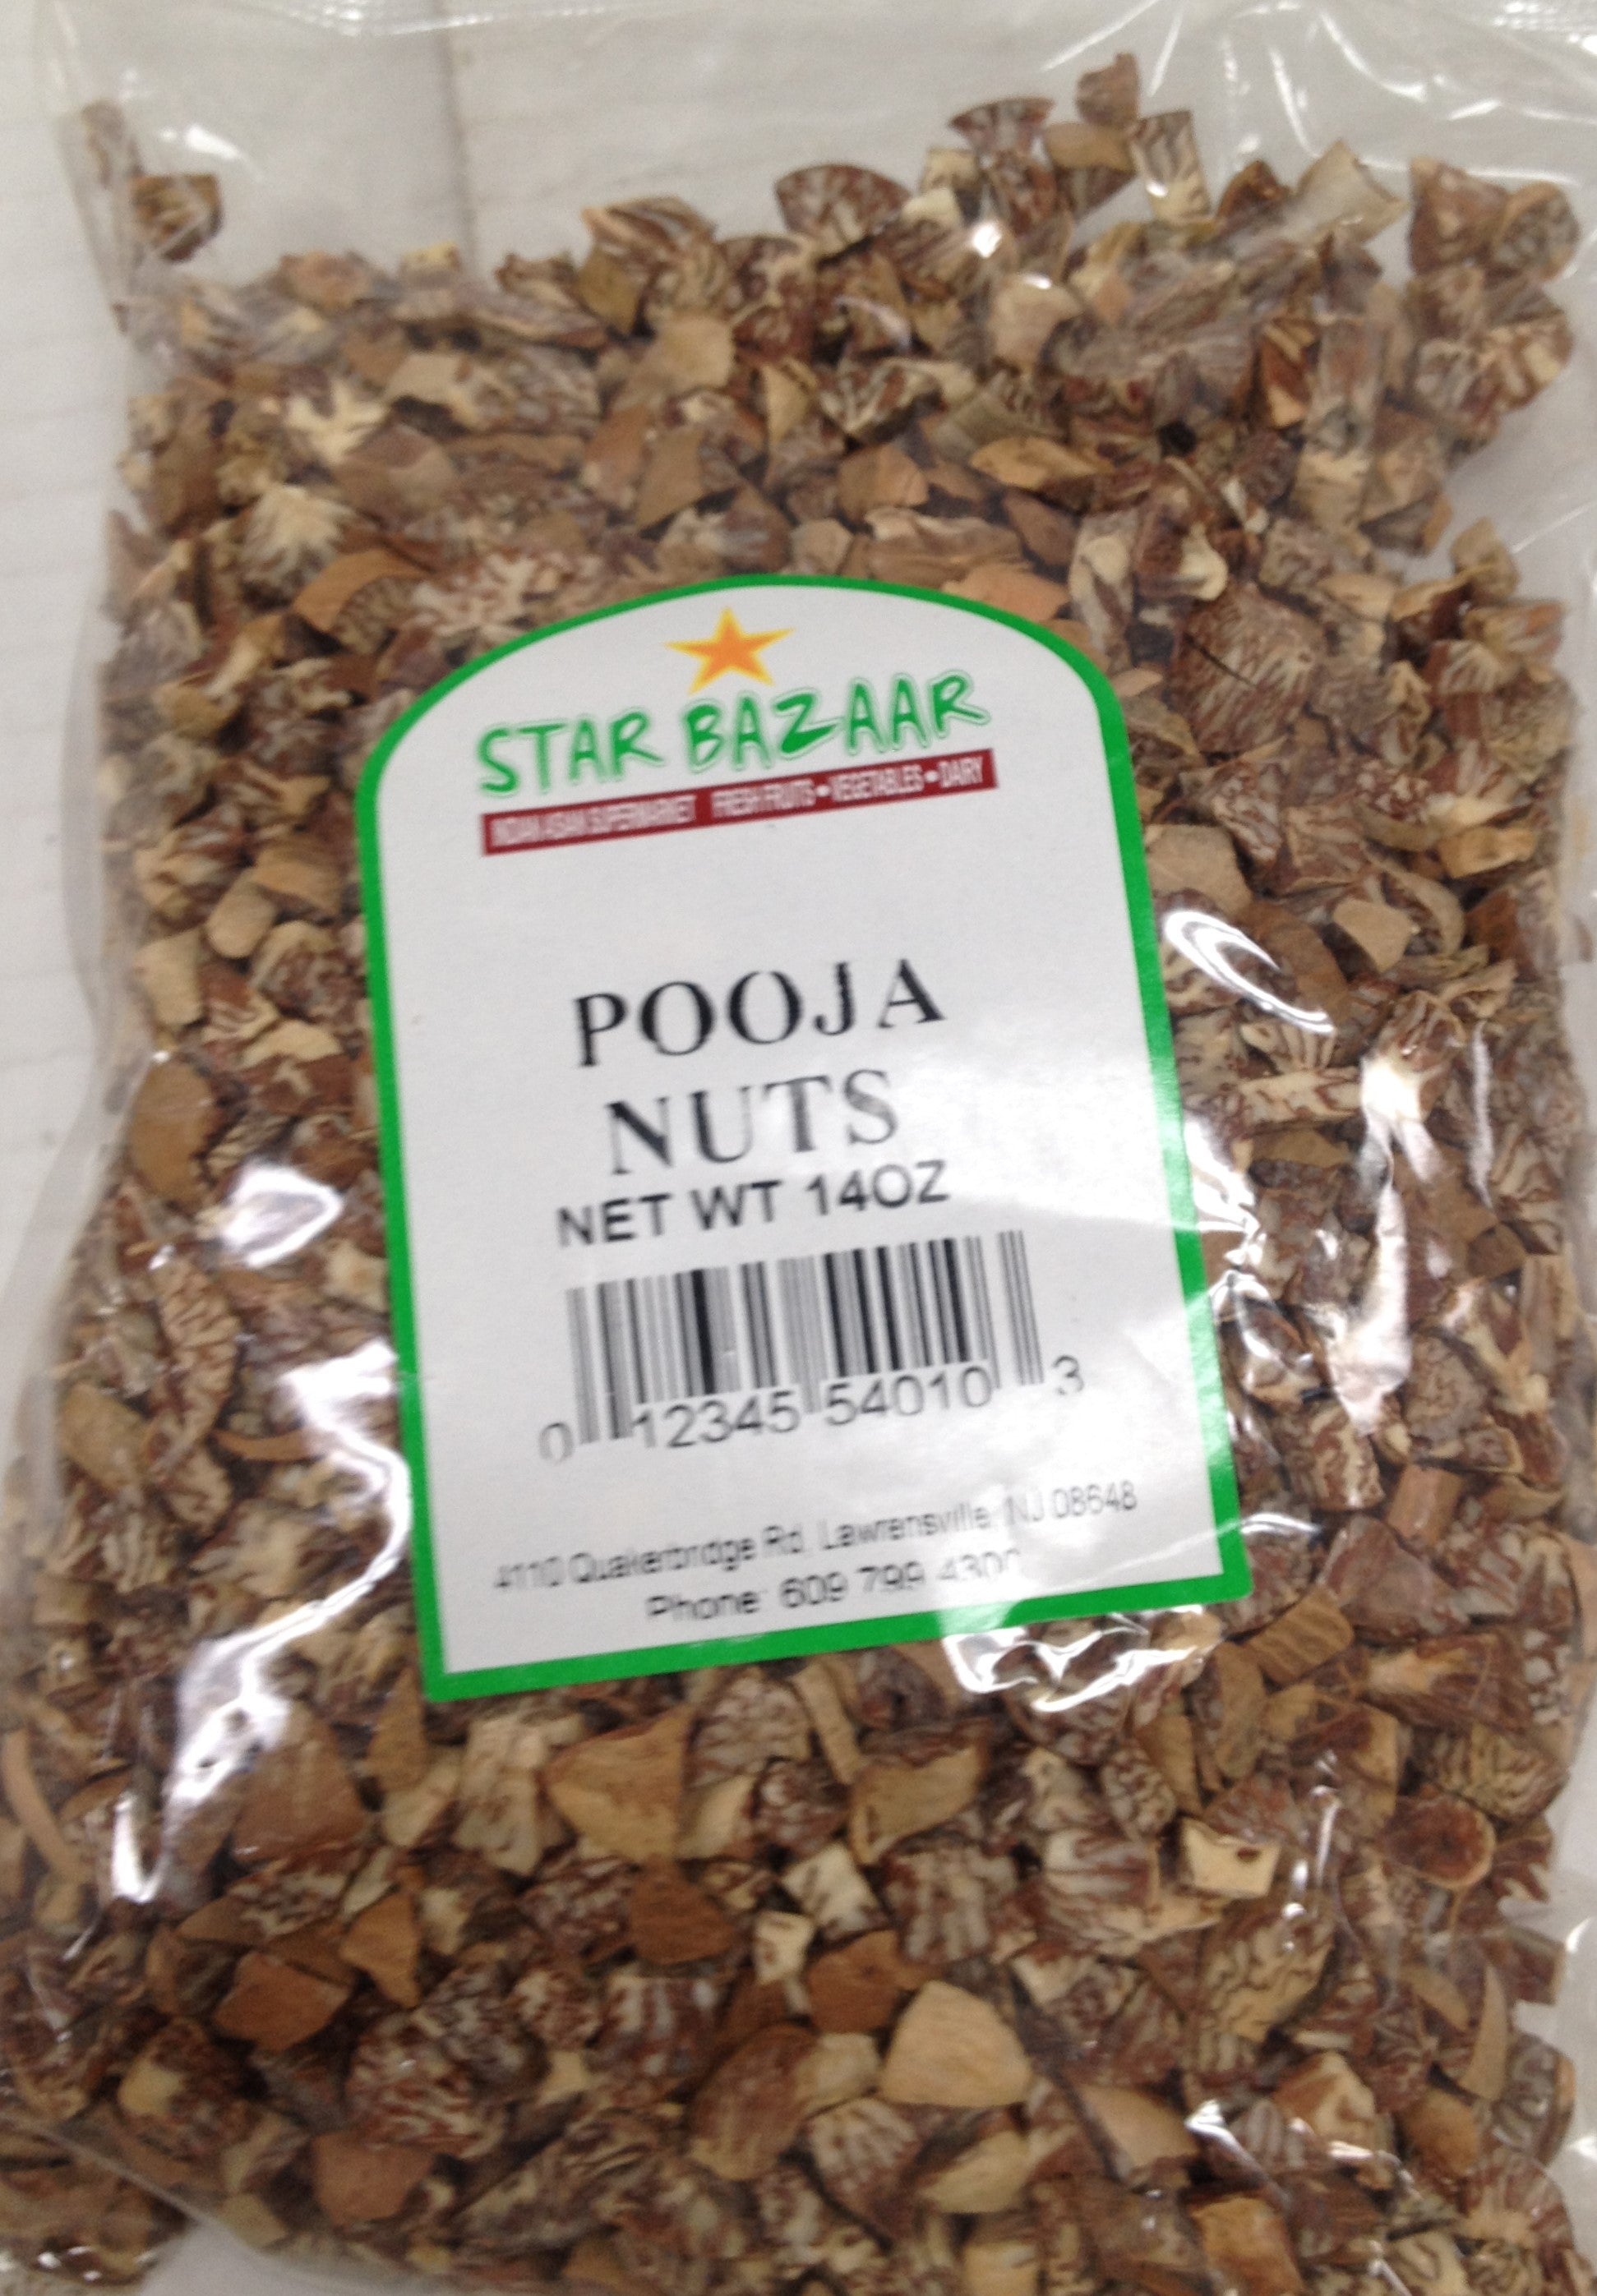 STAR BAZAAR
INDIAN ASIAN SUPERMARKET FRESH FRUITS • VEGETABLES • DAIRY
POOJA
NUTS
NET WT 14OZ
0 12345 54010 3
4110 Quakerbridge Rd. Lawrensville, NJ 08648
Phone: 609 799 4300